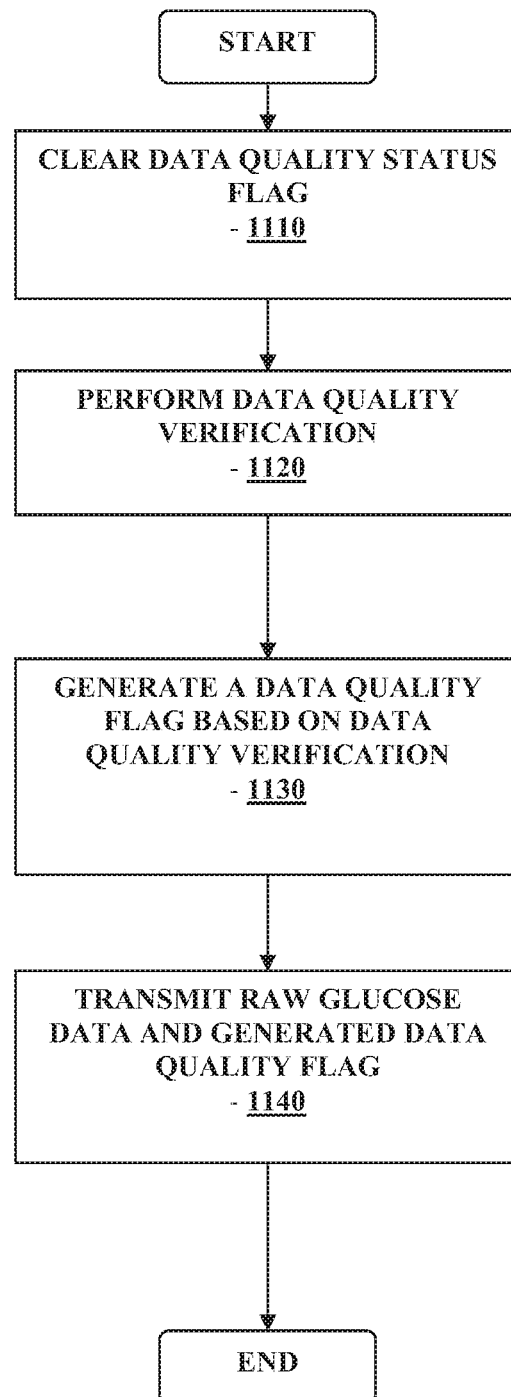 START
CLEAR DATA QUALITY STATUS
FLAG
- 1110
PERFORM DATA QUALITY
VERIFICATION
- 1120
GENERATE A DATA QUALITY
FLAG BASED ON DATA
QUALITY VERIFICATION
- 1130
TRANSMIT RAW GLUCOSE
DATA AND GENERATED DATA
QUALITY FLAG
- 1140
END